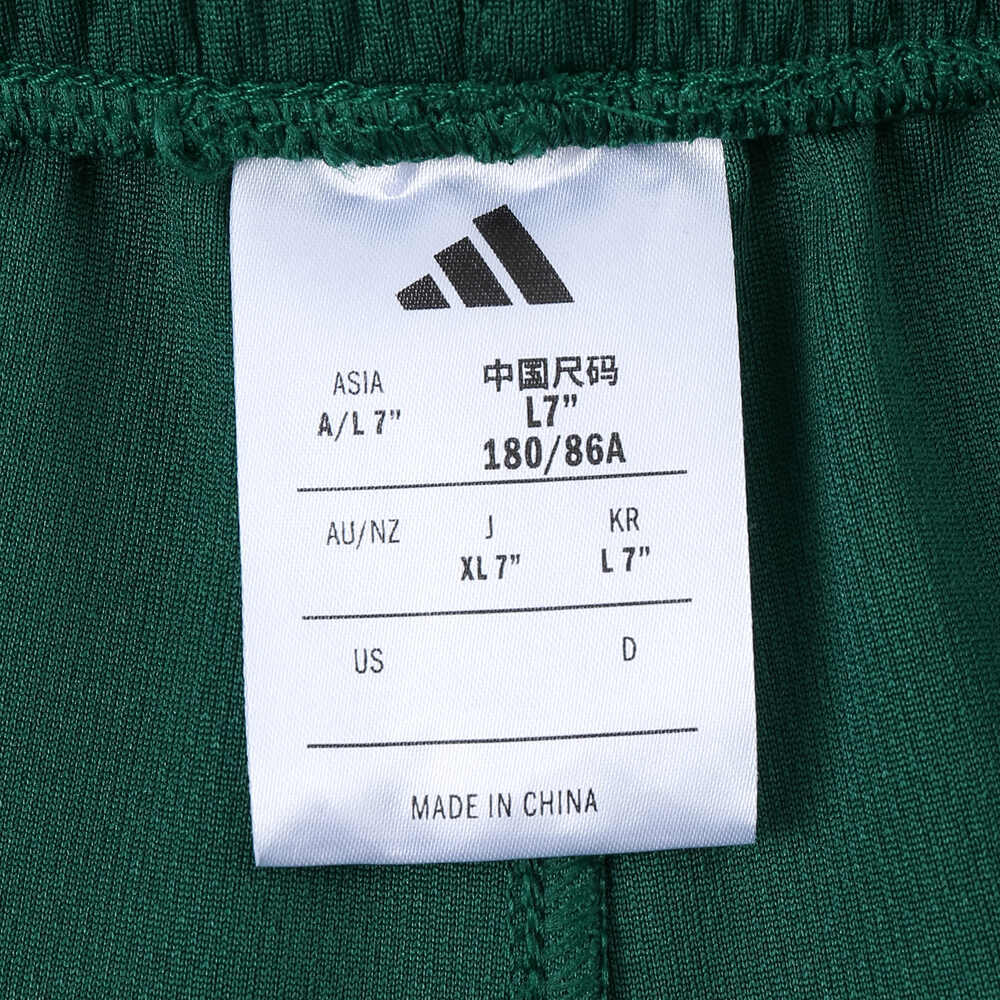 ASIA
A/L 7”
中国尺码
L7”
180/86A
AU/NZ
J
XL 7”
KR
L 7”
US
D
MADE IN CHINA